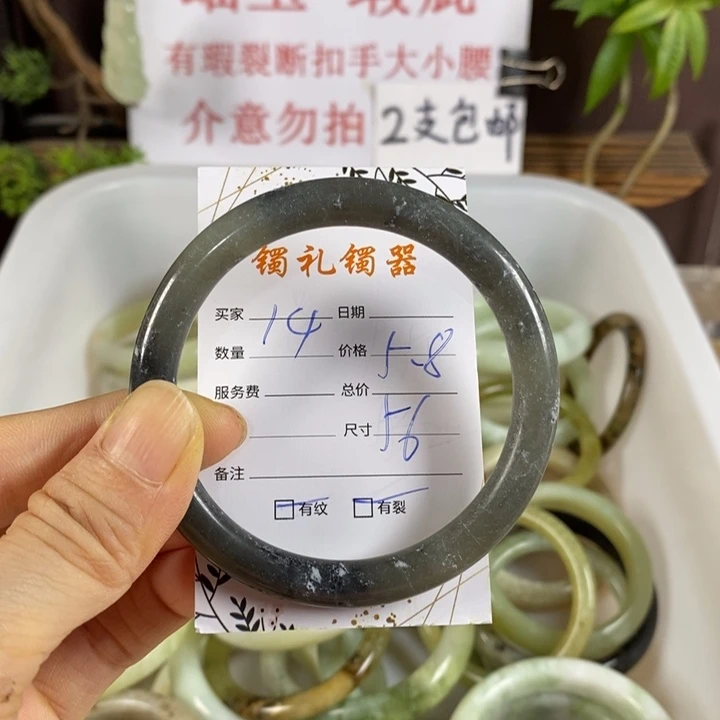 有瑕裂断扣手大小腰
介意勿拍 2支包邮
镯礼镯器
买家 14 日期
数量 价格 5.8
服务费 总价
尺寸 56
备注
有纹 有裂